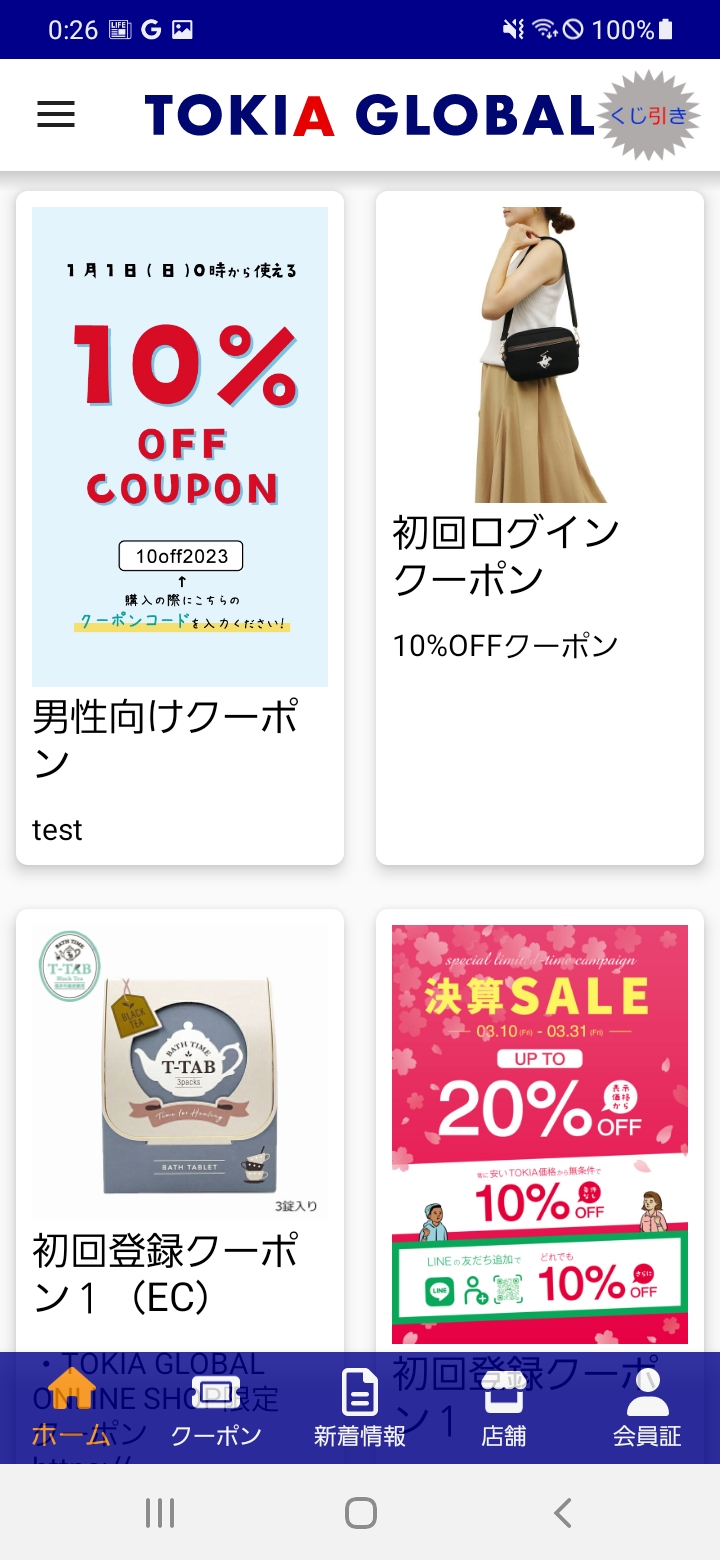 0:26
100%
TOKIA GLOBAL
くじ引き
1月1日(日)0時から使える
10%
OFF
COUPON
10off2023
↑
購入の際にこちらの
クーポンコードを入力ください!
男性向けクーポ
ン
test
初回ログイン
クーポン
10%OFFクーポン
BATH TIME
T-TAB
Black Tea
BLACK
TEA
BATH TIME
T-TAB
3packs
Time for Healing
BATH TABLET
3錠入り
初回登録クーポ
ン1 (EC)
・TOKIA GLOBAL
ONLINE SHOP限定
クーポン
https://
special limited-time campaign
決算SALE
03.10(Fri) - 03.31(Fri)
UP TO
20%OFF
表示
価格
から
常に安いTOKIA価格から無条件で
10%OFF
条件
なし
LINEの友だち追加で
LINE
どれでも
10%OFF
さらに
初回登録クーポ
ン1
ホーム
クーポン
新着情報
店舗
会員証